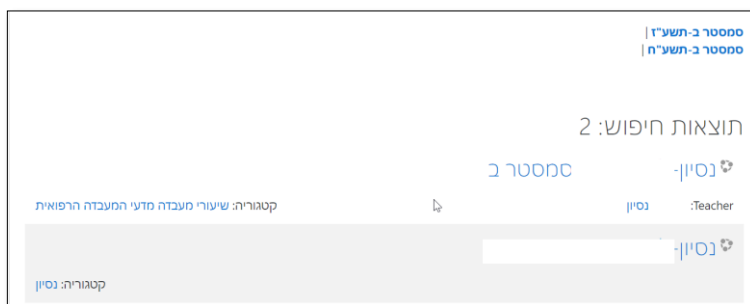 סמסטר ב-תשע"ז |
סמסטר ב-תשע"ח |
תוצאות חיפוש: 2
נסיון- סמסטר ב
Teacher: נסיון קטגוריה: שיעורי מעבדה מדעי המעבדה הרפואית
נסיון-
קטגוריה: נסיון